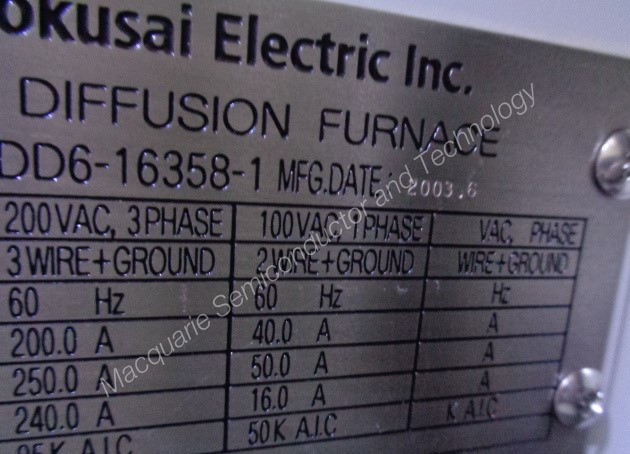 okusai Electric Inc.
DIFFUSION FURNACE
DD6-16358-1 MFG.DATE.: 2003.6
200VAC, 3PHASE 100VAC, 1PHASE VAC, PHASE
3WIRE+GROUND 2WIRE+GROUND WIRE+GROUND
60 Hz 60 Hz Hz
200.0 A 40.0 A A
250.0 A 50.0 A A
240.0 A 16.0 A A
25K A.I.C 50K A.I.C K A.I.C
Macquarie Semiconductor and Technology